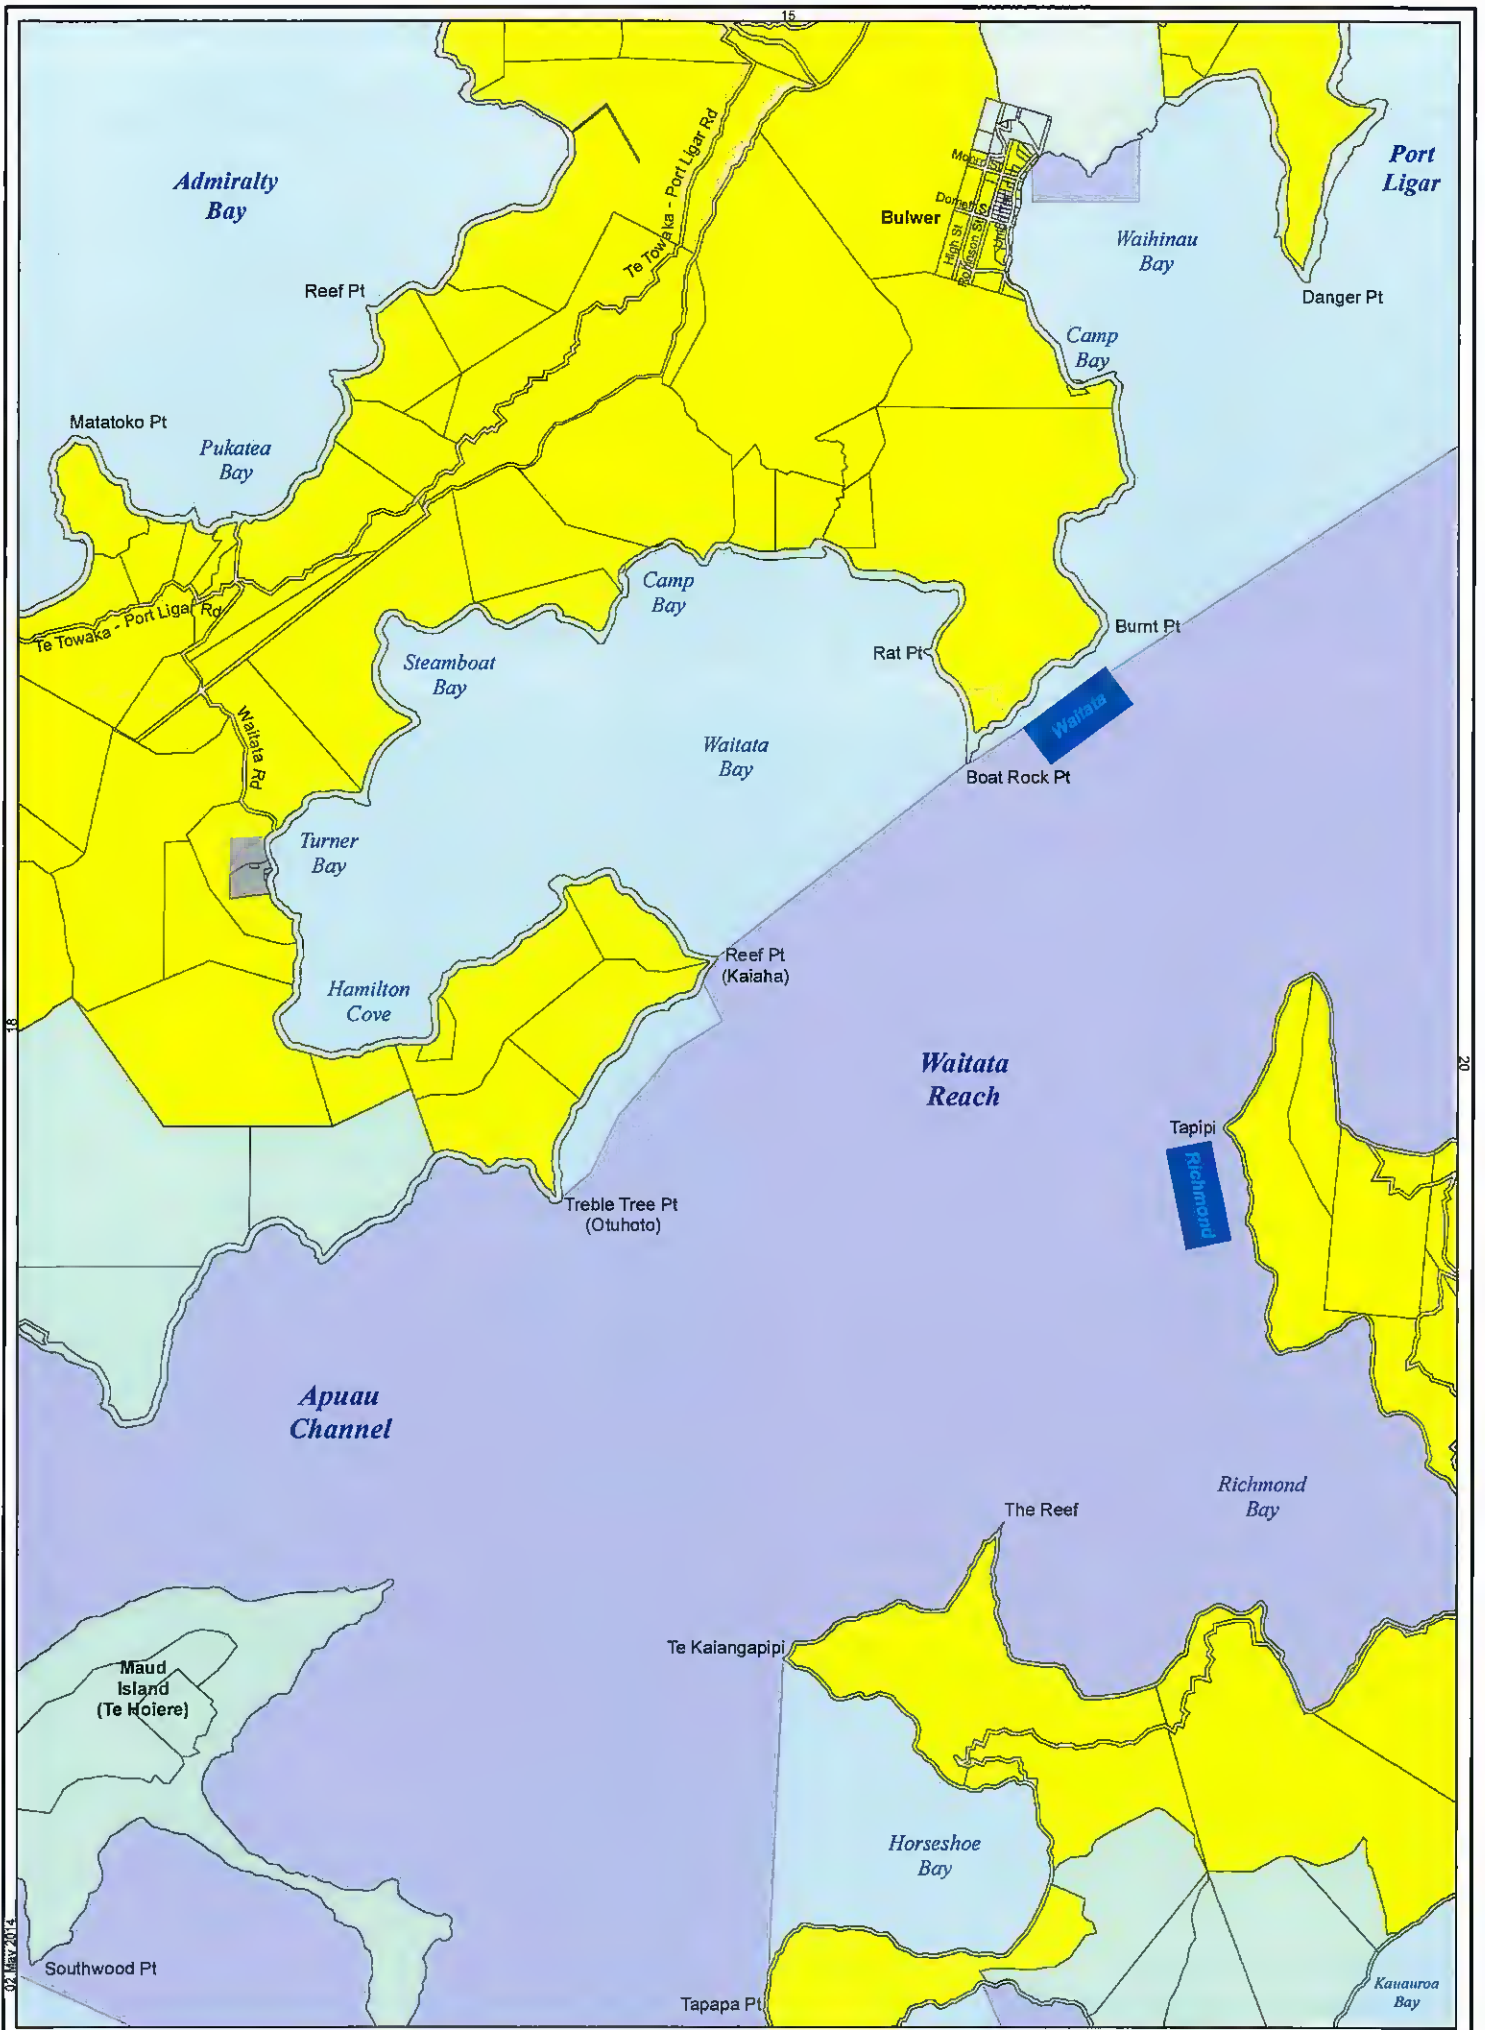 15
Admiralty
Bay
Port
Ligar
Te Towaka - Port Ligar Rd
Bulwer
High St
Robinson St
Waihinau
Bay
Danger Pt
Reef Pt
Camp
Bay
Matatoko Pt
Pukatea
Bay
Te Towaka - Port Ligar Rd
Camp
Bay
Burnt Pt
Rat Pt
Steamboat
Bay
Waitata
Waitata Rd
Waitata
Bay
Boat Rock Pt
Turner
Bay
Reef Pt
(Kaiaha)
Hamilton
Cove
18
20
Waitata
Reach
Tapipi
Richmond
Treble Tree Pt
(Otuhoto)
Apuau
Channel
Richmond
Bay
The Reef
Te Kaiangapipi
Maud
Island
(Te Hoiere)
Horseshoe
Bay
02 May 2014
Southwood Pt
Tapapa Pt
Kauauroa
Bay